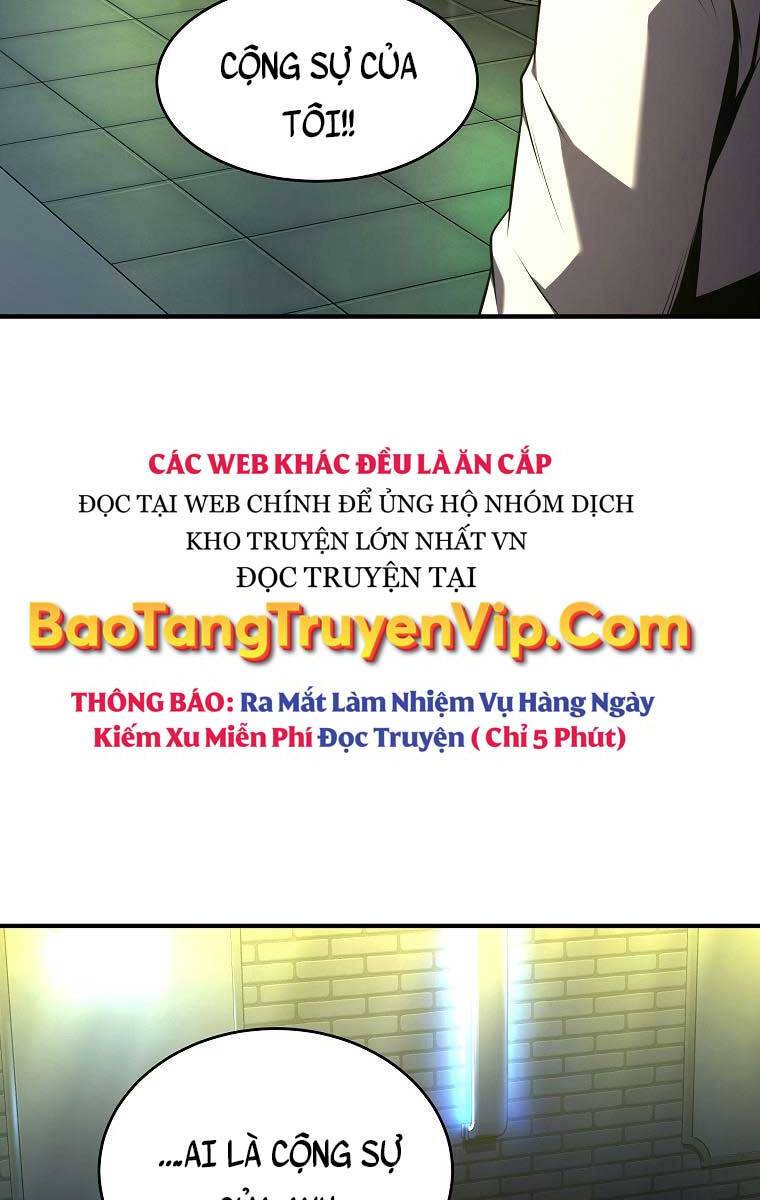 CỘNG SỰ CỦA
TÔI!!
CÁC WEB KHÁC ĐỀU LÀ ĂN CẮP
ĐỌC TẠI WEB CHÍNH ĐỂ ỦNG HỘ NHÓM DỊCH
KHO TRUYỆN LỚN NHẤT VN
ĐỌC TRUYỆN TẠI
BaoTangTruyenVip.Com
THÔNG BÁO: Ra Mắt Làm Nhiệm Vụ Hàng Ngày
Kiếm Xu Miễn Phí Đọc Truyện ( Chỉ 5 Phút)
....AI LÀ CỘNG SỰ